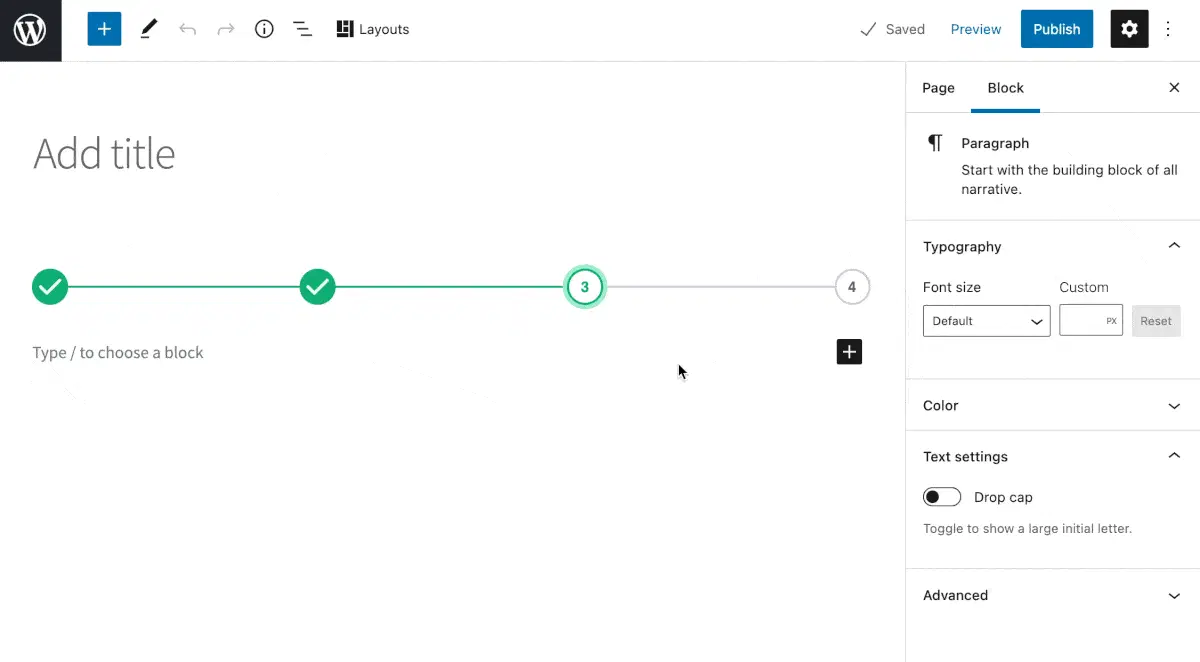 Layouts
Saved
Preview
Publish
Page
Block
Add title
Paragraph
Start with the building block of all
narrative.
Typography
Font size
Custom
Default
PX
Reset
3
4
Type / to choose a block
Color
Text settings
Drop cap
Toggle to show a large initial letter.
Advanced